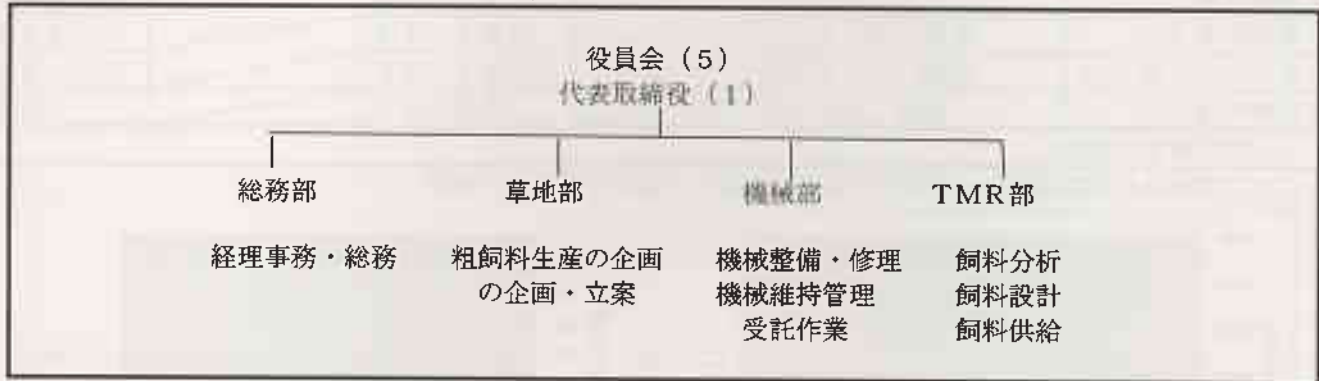 役員会（5）
代表取締役（1）
総務部
草地部
機械部
TMR部
経理事務・総務
粗飼料生産の企画
の企画・立案
機械整備・修理
機械維持管理
受託作業
飼料分析
飼料設計
飼料供給